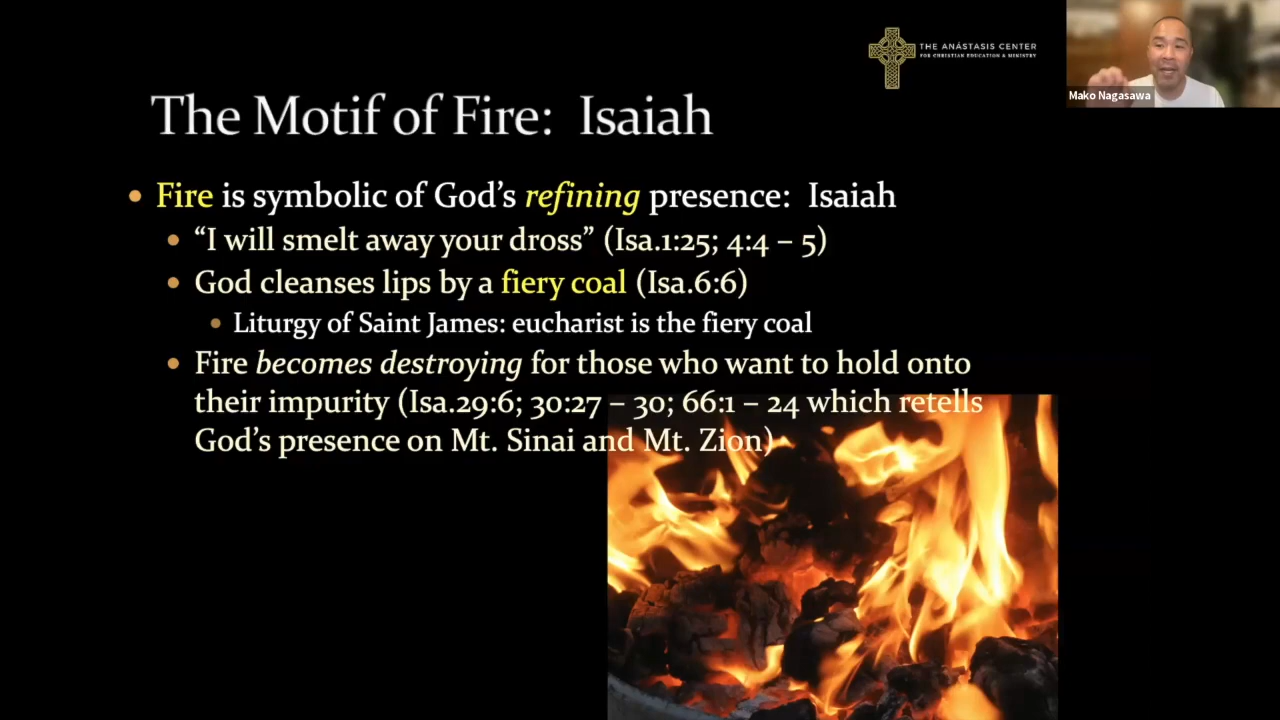 THE ANÁSTASIS CENTER
FOR CHRISTIAN EDUCATION & MINISTRY
Mako Nagasawa
The Motif of Fire:  Isaiah
Fire is symbolic of God’s refining presence:  Isaiah
“I will smelt away your dross” (Isa.1:25; 4:4 – 5)
God cleanses lips by a fiery coal (Isa.6:6)
Liturgy of Saint James: eucharist is the fiery coal
Fire becomes destroying for those who want to hold onto
their impurity (Isa.29:6; 30:27 – 30; 66:1 – 24 which retells
God’s presence on Mt. Sinai and Mt. Zion)